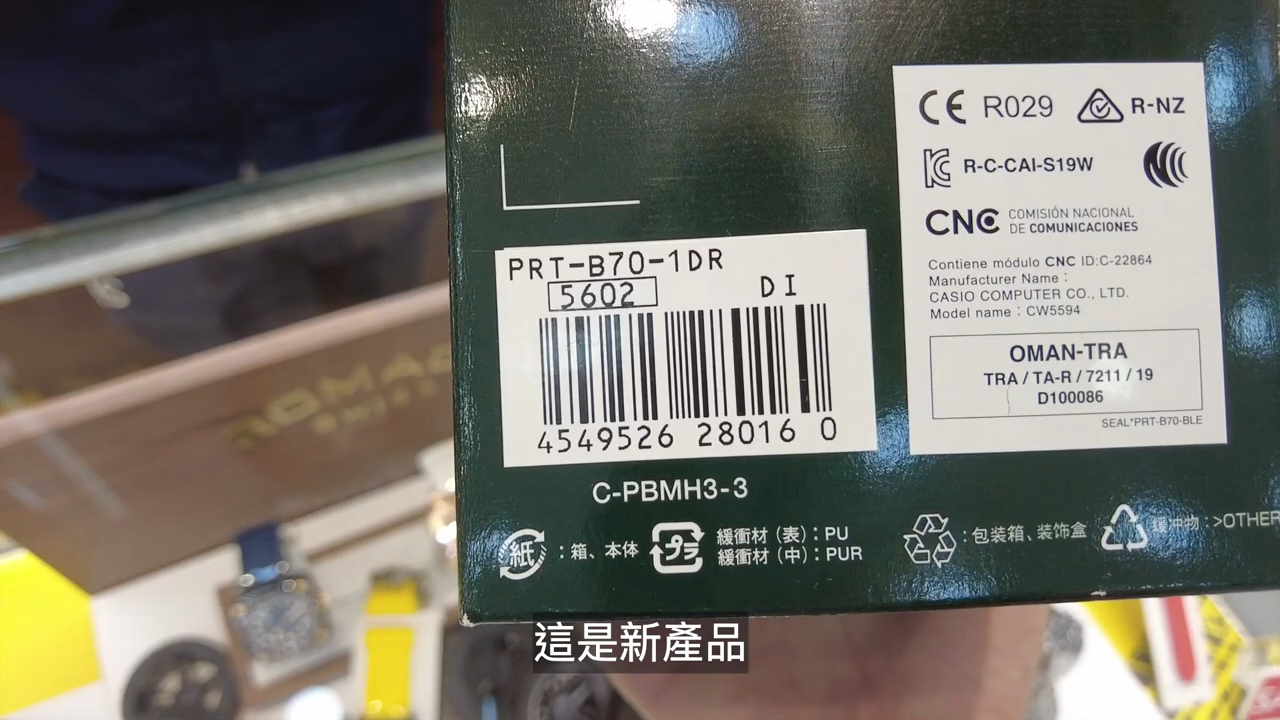 PRT-B70-1DR
5602
DI
4549526 28016 0
C-PBMH3-3
CE R029 R-NZ
R-C-CAI-S19W
CNC COMISIÓN NACIONAL
DE COMUNICACIONES
Contiene módulo CNC ID:C-22864
Manufacturer Name :
CASIO COMPUTER CO., LTD.
Model name : CW5594
OMAN-TRA
TRA / TA-R / 7211 / 19
D100086
SEAL*PRT-B70-BLE
紙 : 箱、本体
プラ 緩衝材 (表) : PU
緩衝材 (中) : PUR
: 包装箱、装饰盒
缓冲物 : >OTHER
這是新產品